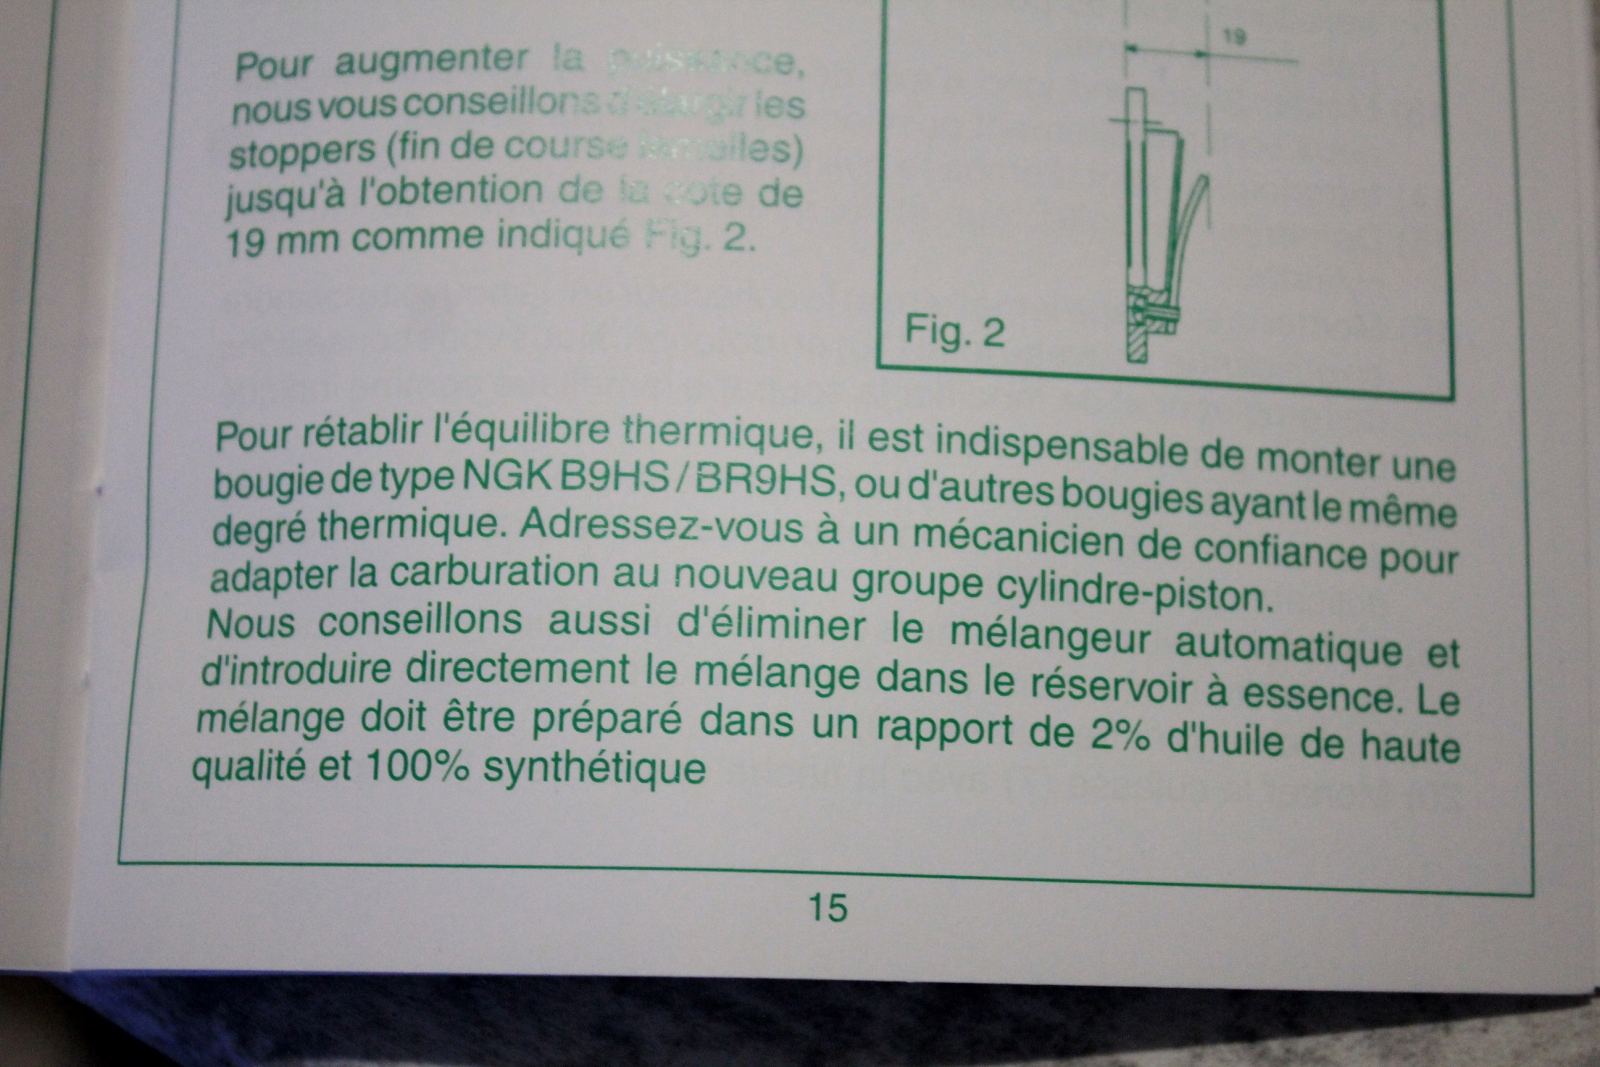 19
Pour augmenter la puissance,
nous vous conseillons d'élargir les
stoppers (fin de course lamelles)
jusqu'à l'obtention de la cote de
19 mm comme indiqué Fig. 2.
Fig. 2
Pour rétablir l'équilibre thermique, il est indispensable de monter une
bougie de type NGK B9HS / BR9HS, ou d'autres bougies ayant le même
degré thermique. Adressez-vous à un mécanicien de confiance pour
adapter la carburation au nouveau groupe cylindre-piston.
Nous conseillons aussi d'éliminer le mélangeur automatique et
d'introduire directement le mélange dans le réservoir à essence. Le
mélange doit être préparé dans un rapport de 2% d'huile de haute
qualité et 100% synthétique
15